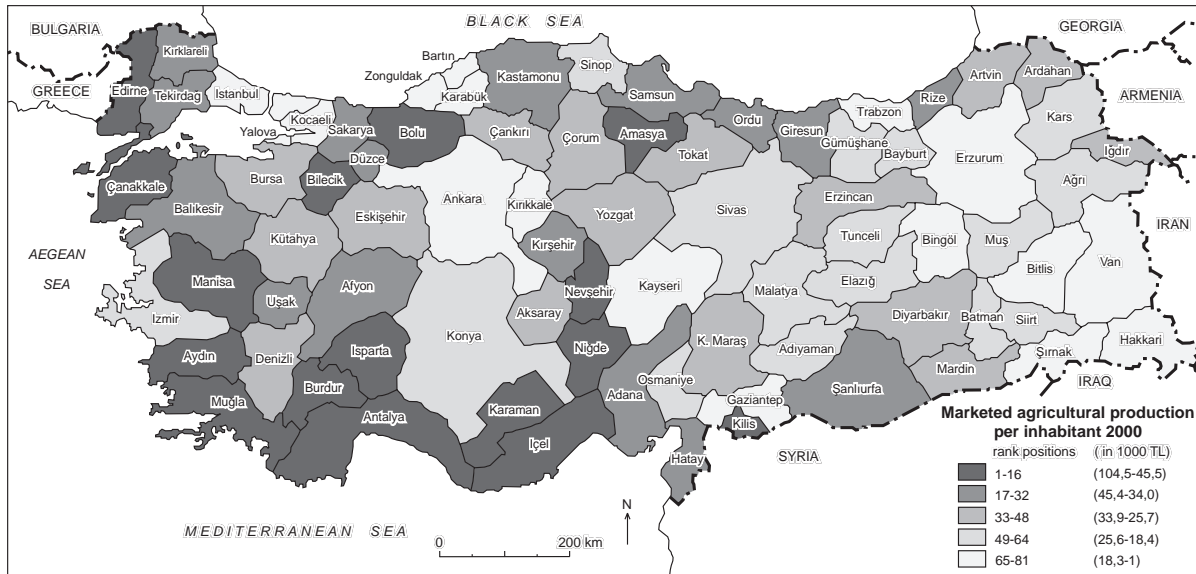 BULGARIA
BLACK SEA
GEORGIA
Kırklareli
Bartın
Sinop
Artvin
Ardahan
Zonguldak
Kastamonu
GREECE
Edirne
Tekirdağ
Istanbul
Karabük
Samsun
Rize
ARMENIA
Kocaeli
Trabzon
Kars
Yalova
Sakarya
Bolu
Çankırı
Çorum
Amasya
Ordu
Giresun
Gümüşhane
Bayburt
Düzce
Tokat
Erzurum
Iğdır
Çanakkale
Bursa
Bilecik
Ağrı
Balıkesir
Eskişehir
Ankara
Kırıkkale
Yozgat
Sivas
Erzincan
Kütahya
Kırşehir
Tunceli
Bingöl
Muş
IRAN
AEGEAN
SEA
Manisa
Uşak
Afyon
Nevşehir
Kayseri
Malatya
Elazığ
Bitlis
Van
Izmir
Konya
Aksaray
Diyarbakır
Batman
Siirt
Aydın
Denizli
Isparta
Niğde
K. Maraş
Adıyaman
Şırnak
Hakkari
Burdur
Osmaniye
Mardin
IRAQ
Muğla
Antalya
Karaman
Adana
Gaziantep
Şanlıurfa
Içel
Kilis
Hatay
SYRIA
Marketed agricultural production
per inhabitant 2000
rank positions ( in 1000 TL)
1-16 (104,5-45,5)
17-32 (45,4-34,0)
33-48 (33,9-25,7)
49-64 (25,6-18,4)
65-81 (18,3-1)
MEDITERRANEAN SEA
N
0 200 km